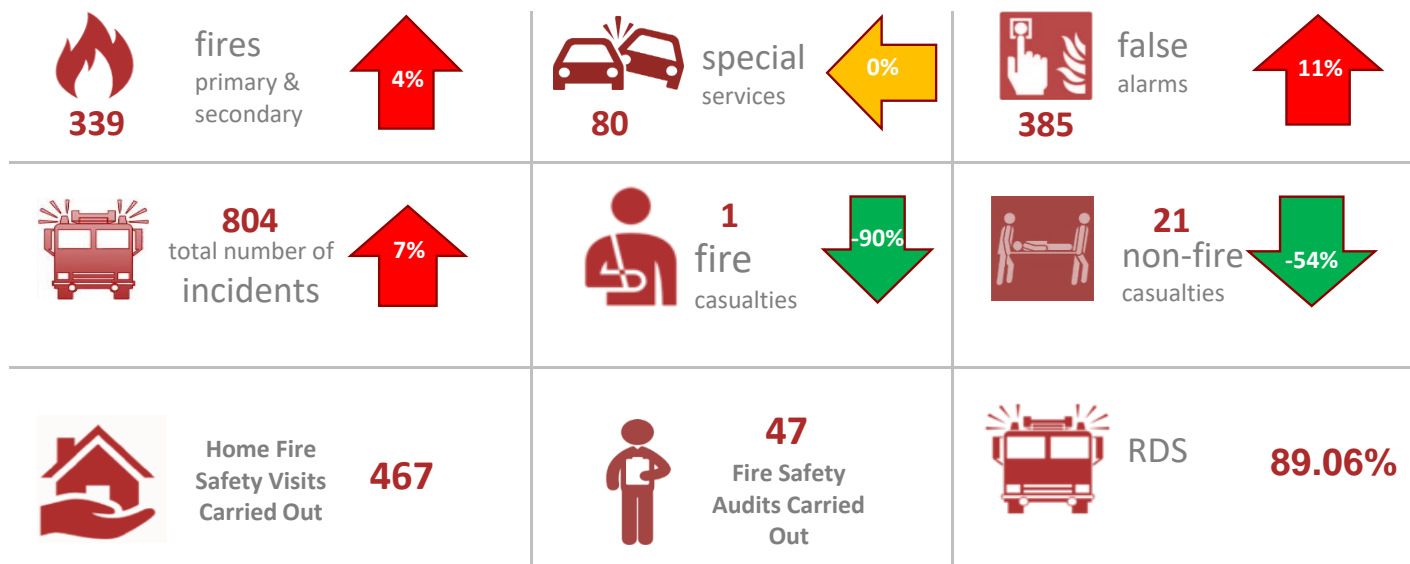 fires
primary &
secondary
339
4%
special
services
80
0%
false
alarms
385
11%
804
total number of
incidents
7%
1
fire
casualties
-90%
21
non-fire
casualties
-54%
Home Fire
Safety Visits
Carried Out
467
47
Fire Safety
Audits Carried
Out
RDS
89.06%